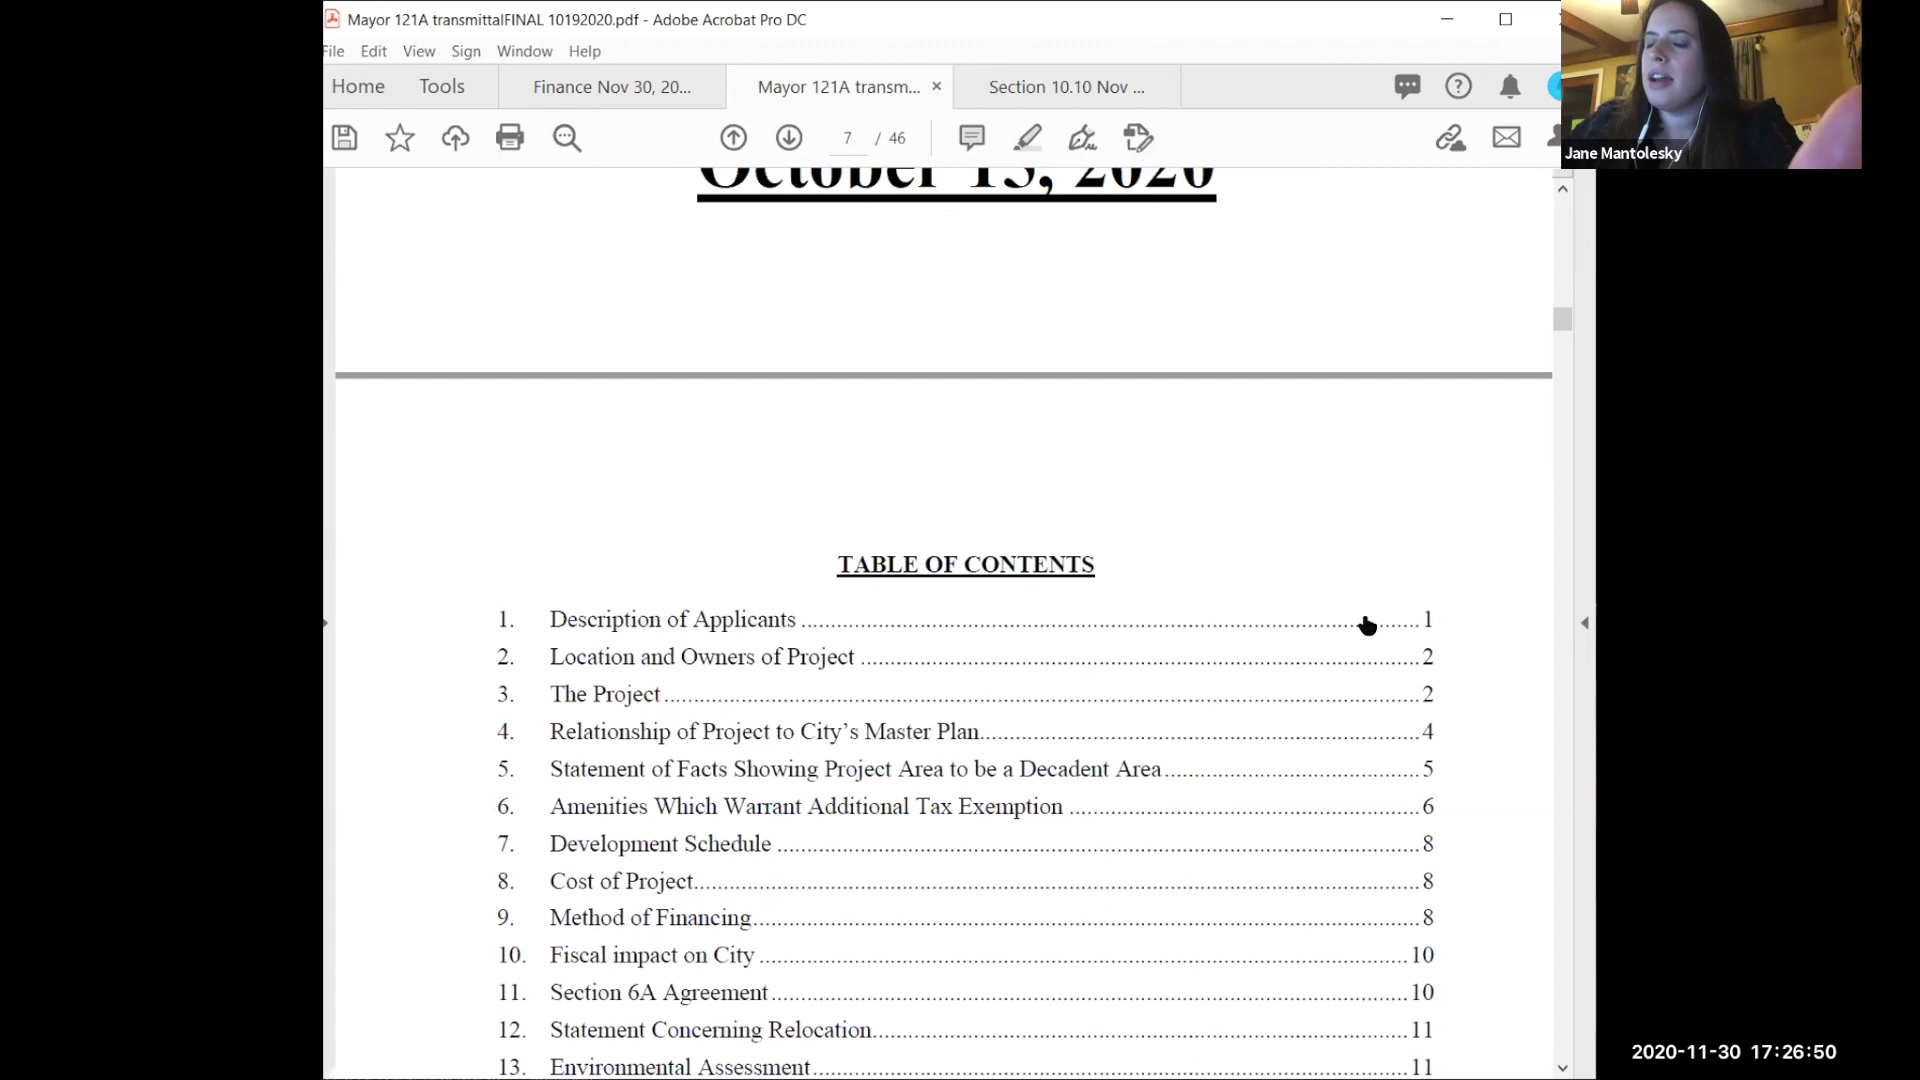 Mayor 121A transmittalFINAL 10192020.pdf - Adobe Acrobat Pro DC
File Edit View Sign Window Help
Home Tools Finance Nov 30, 20... Mayor 121A transm... × Section 10.10 Nov ...
7 / 46
Jane Mantolesky
October 13, 2020
TABLE OF CONTENTS
1. Description of Applicants 1
2. Location and Owners of Project 2
3. The Project 2
4. Relationship of Project to City’s Master Plan 4
5. Statement of Facts Showing Project Area to be a Decadent Area 5
6. Amenities Which Warrant Additional Tax Exemption 6
7. Development Schedule 8
8. Cost of Project 8
9. Method of Financing 8
10. Fiscal impact on City 10
11. Section 6A Agreement 10
12. Statement Concerning Relocation 11
13. Environmental Assessment 11
2020-11-30 17:26:50